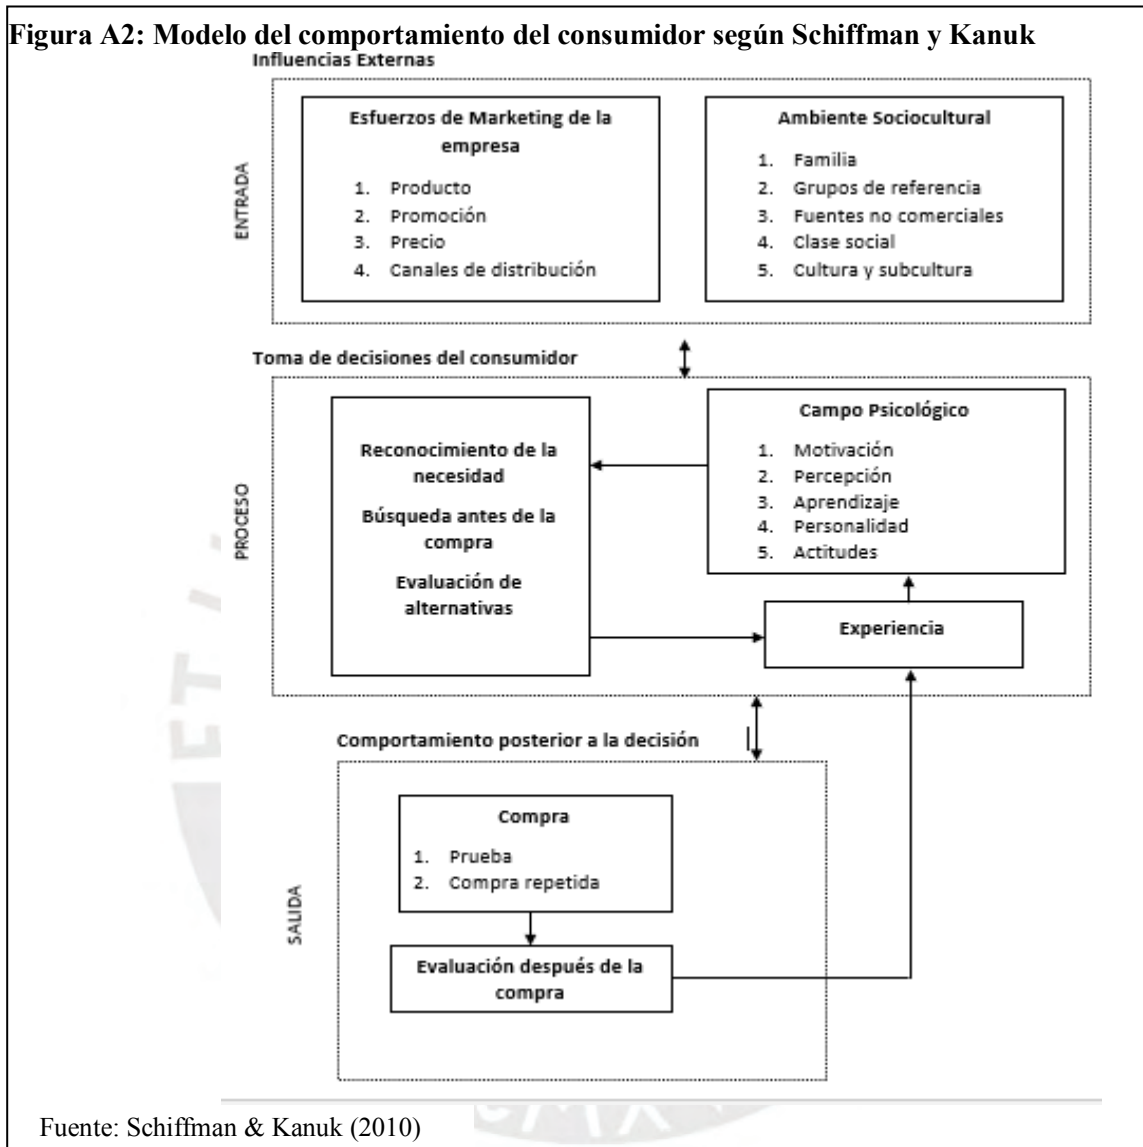 Figura A2: Modelo del comportamiento del consumidor según Schiffman y Kanuk
Influencias Externas
ENTRADA
Esfuerzos de Marketing de la
empresa
1. Producto
2. Promoción
3. Precio
4. Canales de distribución
Ambiente Sociocultural
1. Familia
2. Grupos de referencia
3. Fuentes no comerciales
4. Clase social
5. Cultura y subcultura
Toma de decisiones del consumidor
PROCESO
Reconocimiento de la
necesidad
Búsqueda antes de la
compra
Evaluación de
alternativas
Campo Psicológico
1. Motivación
2. Percepción
3. Aprendizaje
4. Personalidad
5. Actitudes
Experiencia
Comportamiento posterior a la decisión
SALIDA
Compra
1. Prueba
2. Compra repetida
Evaluación después de la
compra
Fuente: Schiffman & Kanuk (2010)